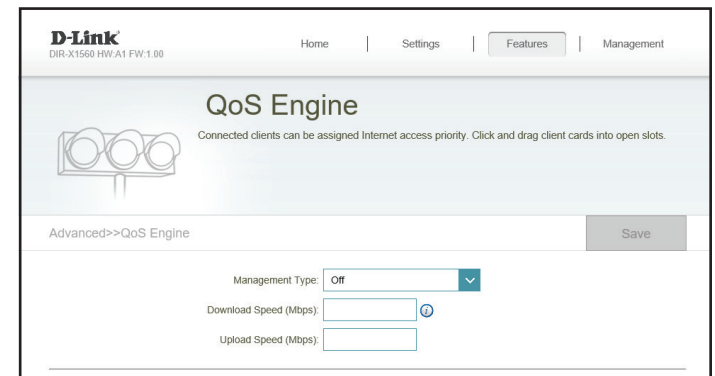 D-Link
DIR-X1560 HW:A1 FW:1.00
Home Settings Features Management
QoS Engine
Connected clients can be assigned Internet access priority. Click and drag client cards into open slots.
Advanced>>QoS Engine Save
Management Type: Off
Download Speed (Mbps): i
Upload Speed (Mbps):